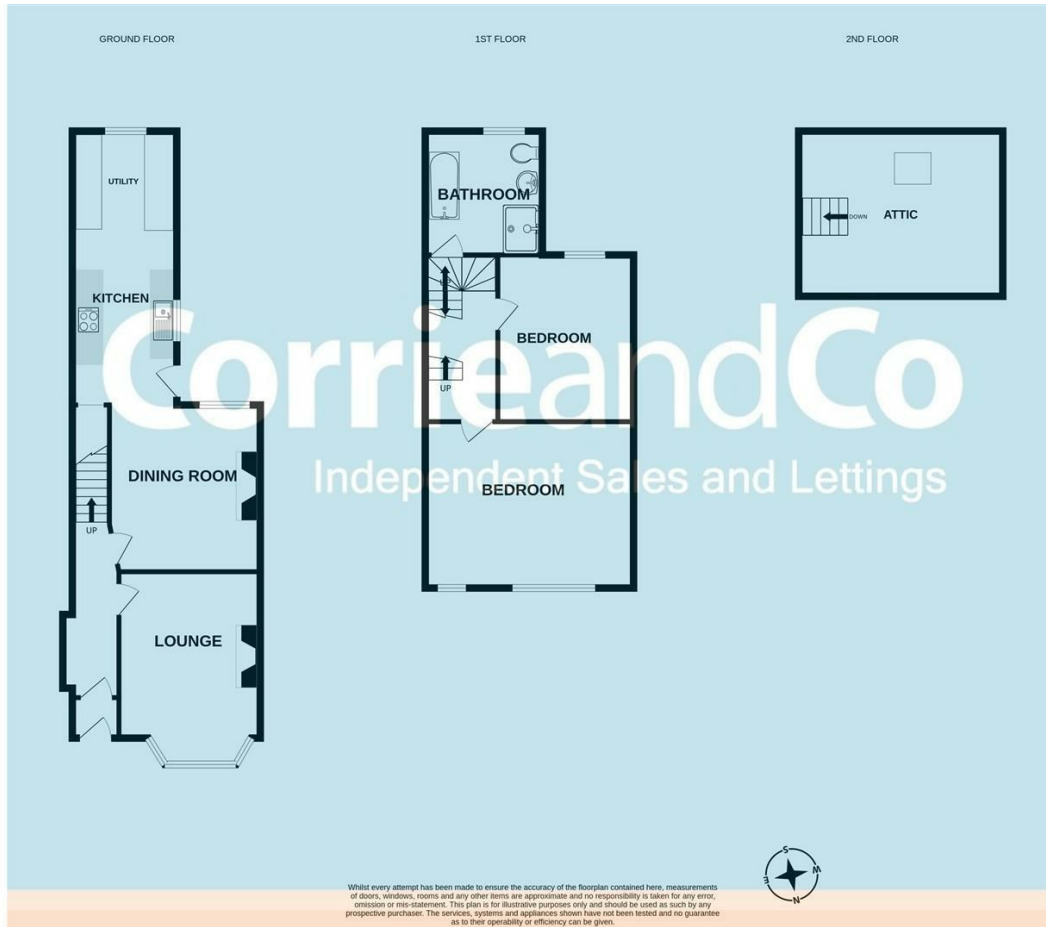 GROUND FLOOR
1ST FLOOR
2ND FLOOR
UTILITY
KITCHEN
DINING ROOM
UP
LOUNGE
BATHROOM
UP
BEDROOM
UP
BEDROOM
DOWN
ATTIC
CorrieandCo
Independent Sales and Lettings
S
W
E
N
Whilst every attempt has been made to ensure the accuracy of the floorplan contained here, measurements
of doors, windows, rooms and any other items are approximate and no responsibility is taken for any error,
omission or mis-statement. This plan is for illustrative purposes only and should be used as such by any
prospective purchaser. The services, systems and appliances shown have not been tested and no guarantee
as to their operability or efficiency can be given.